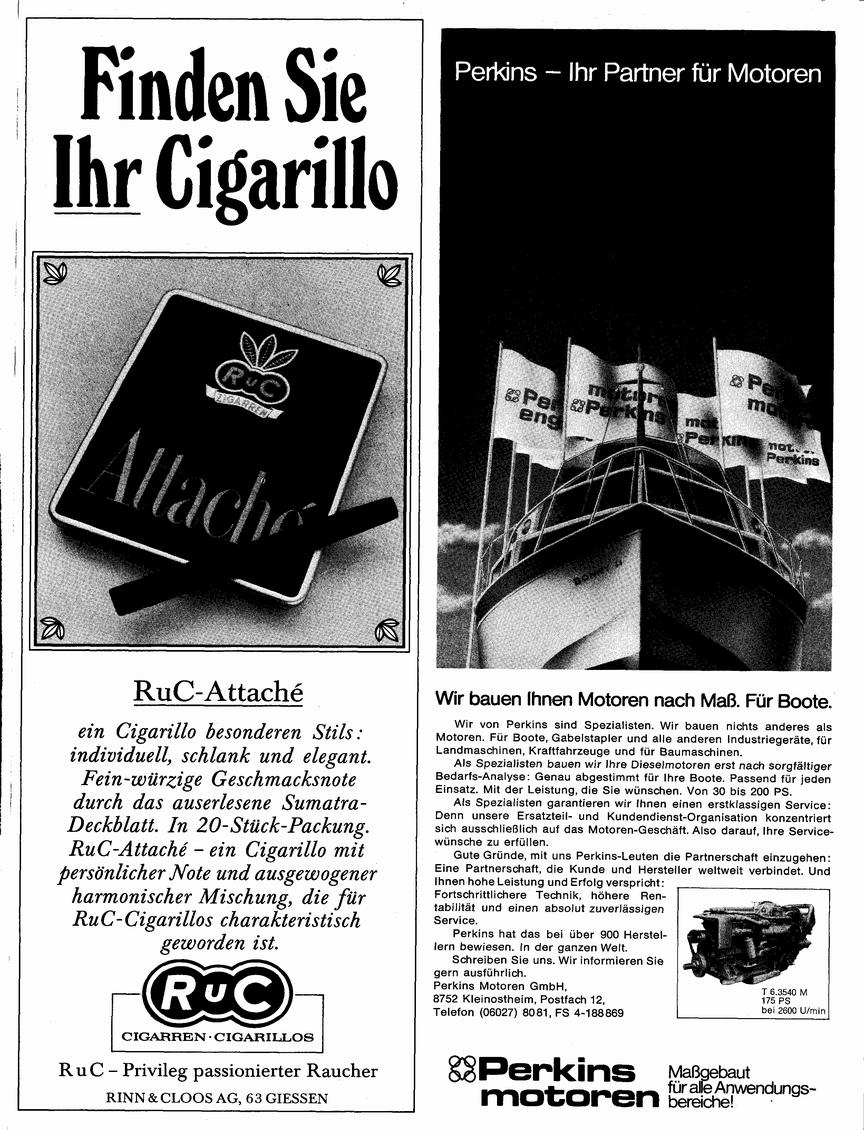 Finden Sie
Ihr Cigarillo
RuC
ZIGARREN
Attaché
RuC-Attaché
ein Cigarillo besonderen Stils:
individuell, schlank und elegant.
Fein-würzige Geschmacksnote
durch das auserlesene Sumatra-
Deckblatt. In 20-Stück-Packung.
RuC-Attaché – ein Cigarillo mit
persönlicher Note und ausgewogener
harmonischer Mischung, die für
RuC-Cigarillos charakteristisch
geworden ist.
RuC
CIGARREN·CIGARILLOS
RuC – Privileg passionierter Raucher
RINN & CLOOS AG, 63 GIESSEN
Perkins – Ihr Partner für Motoren
Per
eng
motors
Perkins
mot
Perkin
Pe
moto
mot
Perkins
Wir bauen Ihnen Motoren nach Maß. Für Boote.
Wir von Perkins sind Spezialisten. Wir bauen nichts anderes als
Motoren. Für Boote, Gabelstapler und alle anderen Industriegeräte, für
Landmaschinen, Kraftfahrzeuge und für Baumaschinen.
Als Spezialisten bauen wir Ihre Dieselmotoren erst nach sorgfältiger
Bedarfs-Analyse: Genau abgestimmt für Ihre Boote. Passend für jeden
Einsatz. Mit der Leistung, die Sie wünschen. Von 30 bis 200 PS.
Als Spezialisten garantieren wir Ihnen einen erstklassigen Service:
Denn unsere Ersatzteil- und Kundendienst-Organisation konzentriert
sich ausschließlich auf das Motoren-Geschäft. Also darauf, Ihre Service-
wünsche zu erfüllen.
Gute Gründe, mit uns Perkins-Leuten die Partnerschaft einzugehen:
Eine Partnerschaft, die Kunde und Hersteller weltweit verbindet. Und
Ihnen hohe Leistung und Erfolg verspricht:
Fortschrittlichere Technik, höhere Ren-
tabilität und einen absolut zuverlässigen
Service.
Perkins hat das bei über 900 Herstel-
lern bewiesen. In der ganzen Welt.
Schreiben Sie uns. Wir informieren Sie
gern ausführlich.
Perkins Motoren GmbH,
8752 Kleinostheim, Postfach 12,
Telefon (06027) 8081, FS 4-188869
T 6.3540 M
175 PS
bei 2600 U/min
Perkins
motoren
Maßgebaut
für alle Anwendungs-
bereiche!